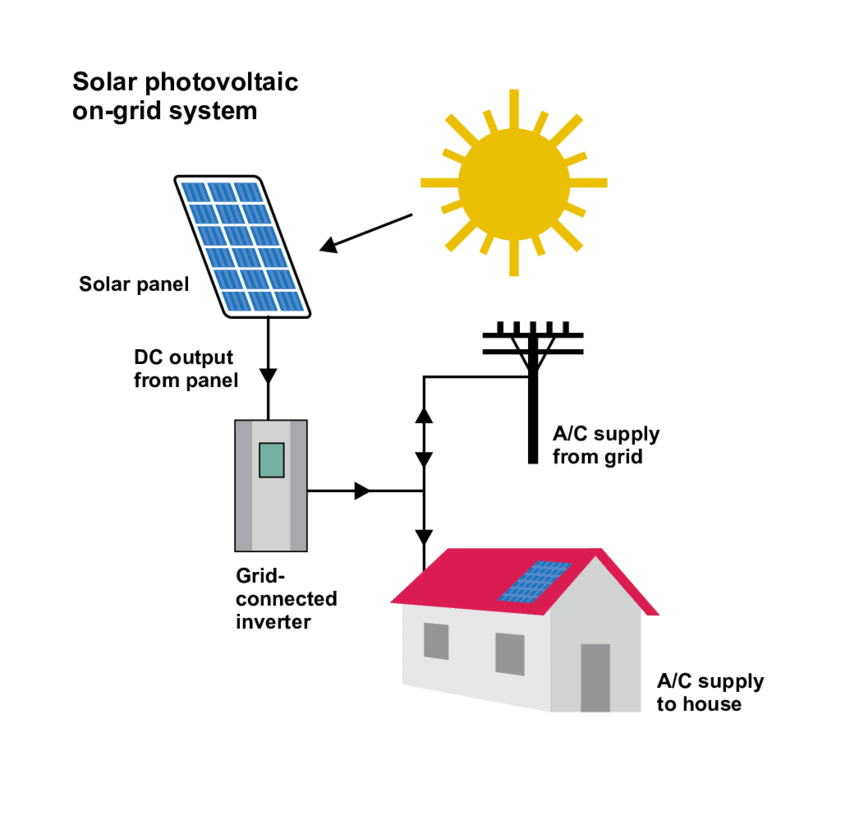 Solar photovoltaic
on-grid system
Solar panel
DC output
from panel
A/C supply
from grid
Grid-
connected
inverter
A/C supply
to house